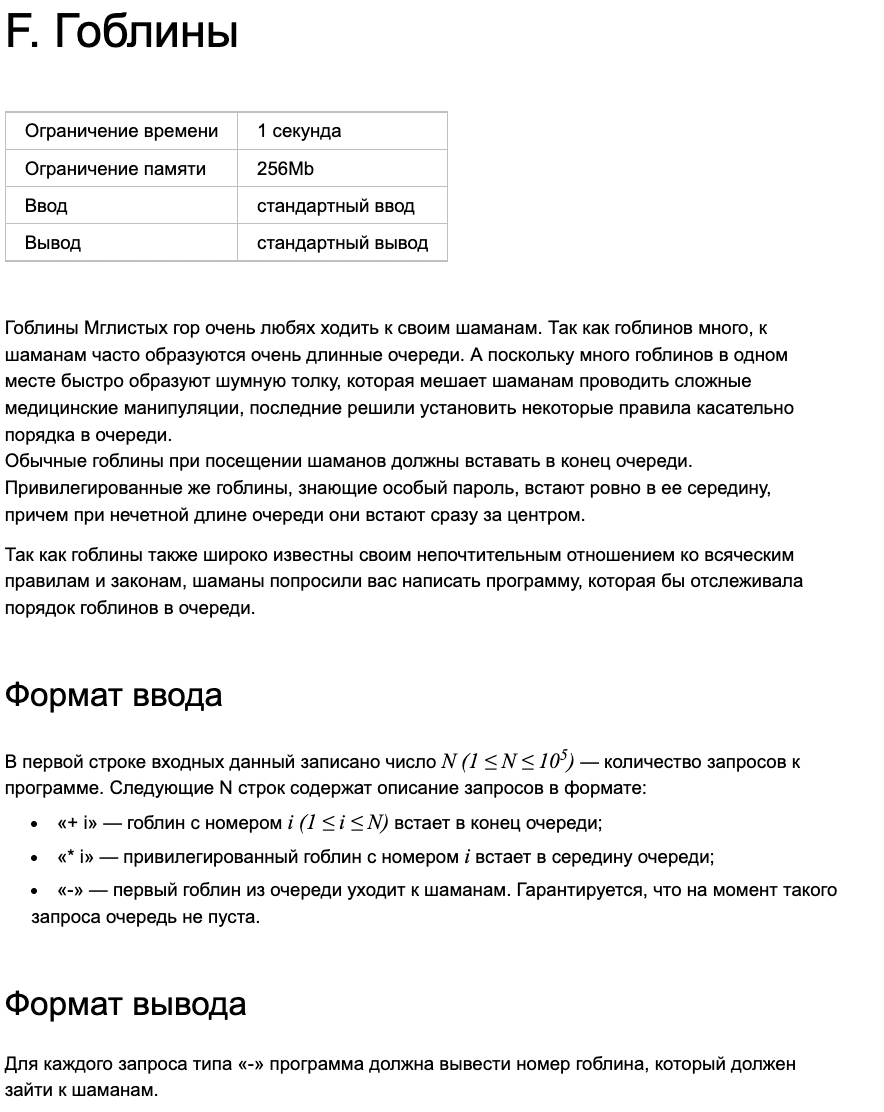 F. Гоблины
Ограничение времени 1 секунда
Ограничение памяти 256Mb
Ввод стандартный ввод
Вывод стандартный вывод
Гоблины Мглистых гор очень любях ходить к своим шаманам. Так как гоблинов много, к
шаманам часто образуются очень длинные очереди. А поскольку много гоблинов в одном
месте быстро образуют шумную толку, которая мешает шаманам проводить сложные
медицинские манипуляции, последние решили установить некоторые правила касательно
порядка в очереди.
Обычные гоблины при посещении шаманов должны вставать в конец очереди.
Привилегированные же гоблины, знающие особый пароль, встают ровно в ее середину,
причем при нечетной длине очереди они встают сразу за центром.
Так как гоблины также широко известны своим непочтительным отношением ко всяческим
правилам и законам, шаманы попросили вас написать программу, которая бы отслеживала
порядок гоблинов в очереди.
Формат ввода
В первой строке входных данный записано число N (1 ≤ N ≤ 10⁵) — количество запросов к
программе. Следующие N строк содержат описание запросов в формате:
• «+ i» — гоблин с номером i (1 ≤ i ≤ N) встает в конец очереди;
• «* i» — привилегированный гоблин с номером i встает в середину очереди;
• «-» — первый гоблин из очереди уходит к шаманам. Гарантируется, что на момент такого
запроса очередь не пуста.
Формат вывода
Для каждого запроса типа «-» программа должна вывести номер гоблина, который должен
зайти к шаманам.